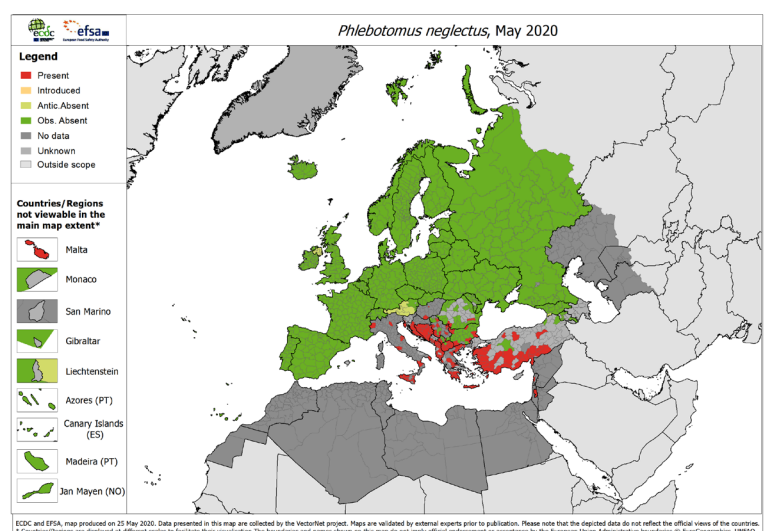 ecdc
efsa
European Food Safety Authority
Phlebotomus neglectus, May 2020
Legend
Present
Introduced
Antic.Absent
Obs. Absent
No data
Unknown
Outside scope
Countries/Regions
not viewable in the
main map extent*
Malta
Monaco
San Marino
Gibraltar
Liechtenstein
Azores (PT)
Canary Islands
(ES)
Madeira (PT)
Jan Mayen (NO)
ECDC and EFSA, map produced on 25 May 2020. Data presented in this map are collected by the VectorNet project. Maps are validated by external experts prior to publication. Please note that the depicted data do not reflect the official views of the countries.